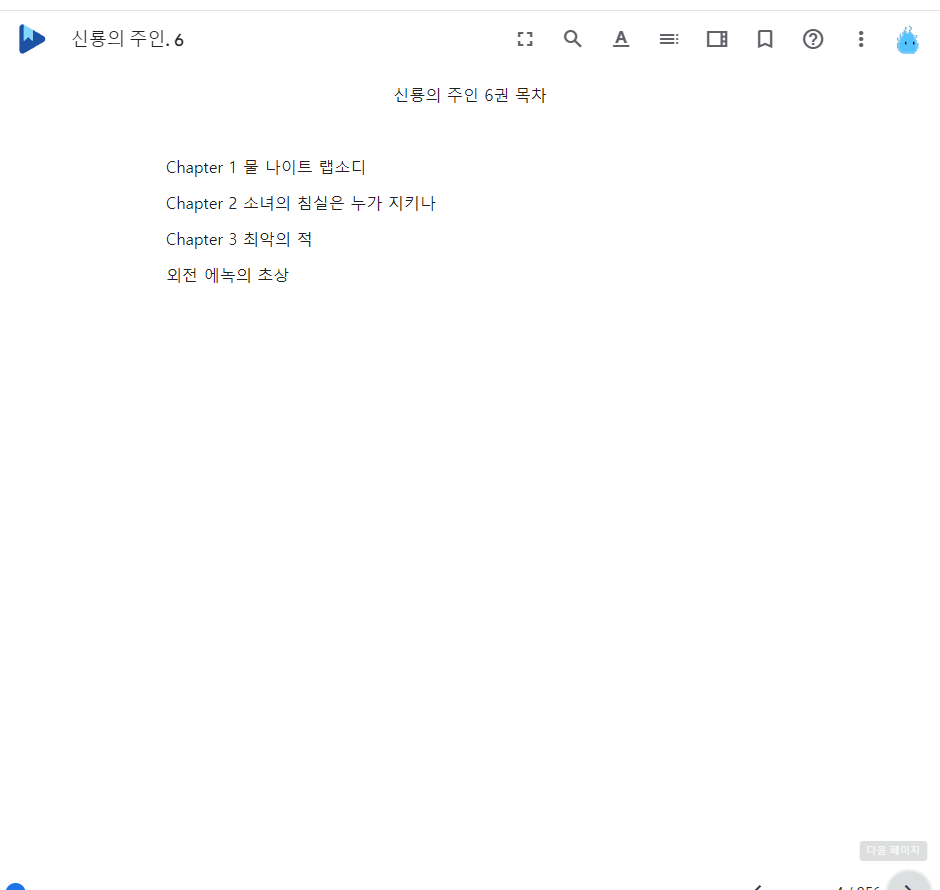 신룡의 주인. 6
신룡의 주인 6권 목차
Chapter 1 물 나이트 랩소디
Chapter 2 소녀의 침실은 누가 지키나
Chapter 3 최악의 적
외전 에녹의 초상
다음 페이지